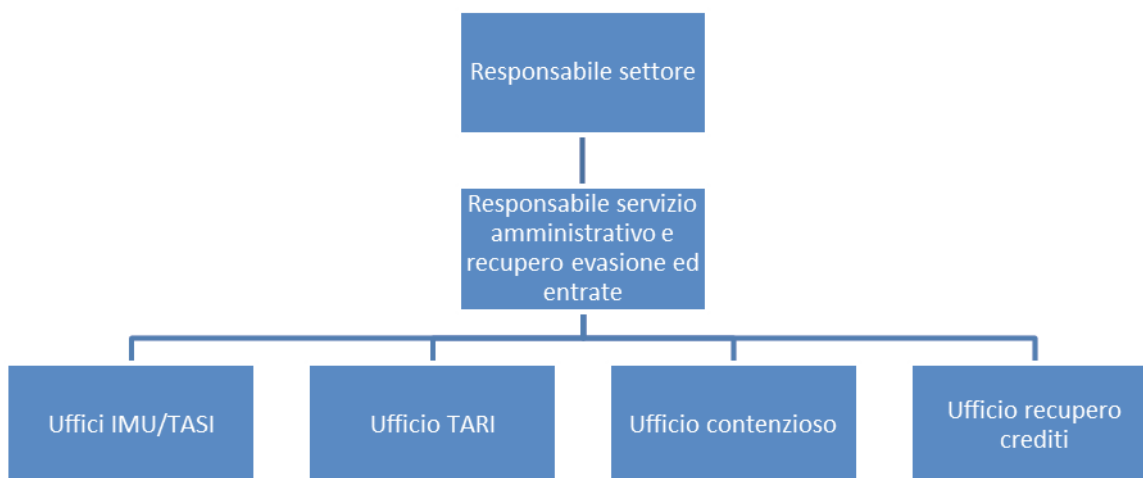 Responsabile settore
Responsabile servizio
amministrativo e
recupero evasione ed
entrate
Uffici IMU/TASI
Ufficio TARI
Ufficio contenzioso
Ufficio recupero
crediti